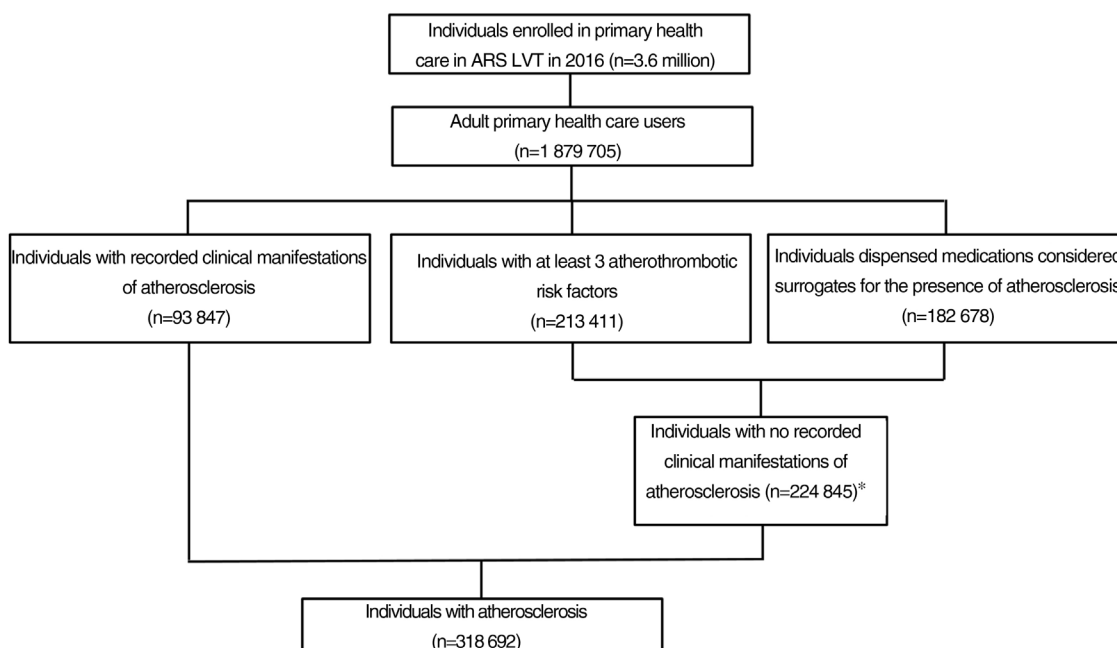 Individuals enrolled in primary health
care in ARS LVT in 2016 (n=3.6 million)
Adult primary health care users
(n=1 879 705)
Individuals with recorded clinical manifestations
of atherosclerosis
(n=93 847)
Individuals with at least 3 atherothrombotic
risk factors
(n=213 411)
Individuals dispensed medications considered
surrogates for the presence of atherosclerosis
(n=182 678)
Individuals with no recorded
clinical manifestations of
atherosclerosis (n=224 845)*
Individuals with atherosclerosis
(n=318 692)